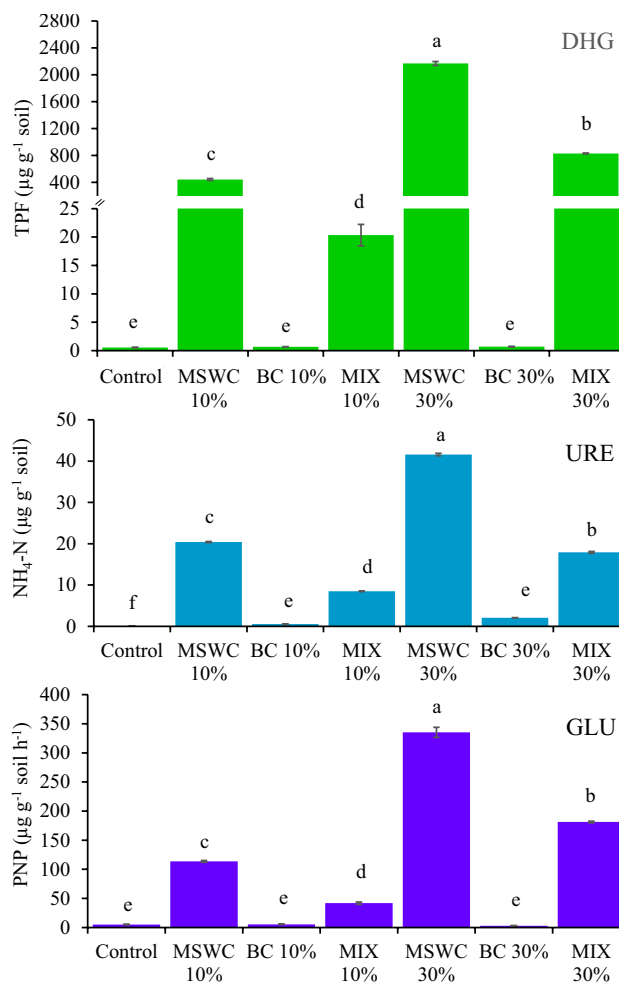 DHG
TPF (µg g⁻¹ soil)
2800
2400
2000
1600
1200
800
400
25
20
15
10
5
0
e
c
e
d
a
e
b
Control
MSWC 10%
BC 10%
MIX 10%
MSWC 30%
BC 30%
MIX 30%
URE
NH₄-N (µg g⁻¹ soil)
50
40
30
20
10
0
f
c
e
d
a
e
b
Control
MSWC 10%
BC 10%
MIX 10%
MSWC 30%
BC 30%
MIX 30%
GLU
PNP (µg g⁻¹ soil h⁻¹)
400
350
300
250
200
150
100
50
0
e
c
e
d
a
e
b
Control
MSWC 10%
BC 10%
MIX 10%
MSWC 30%
BC 30%
MIX 30%